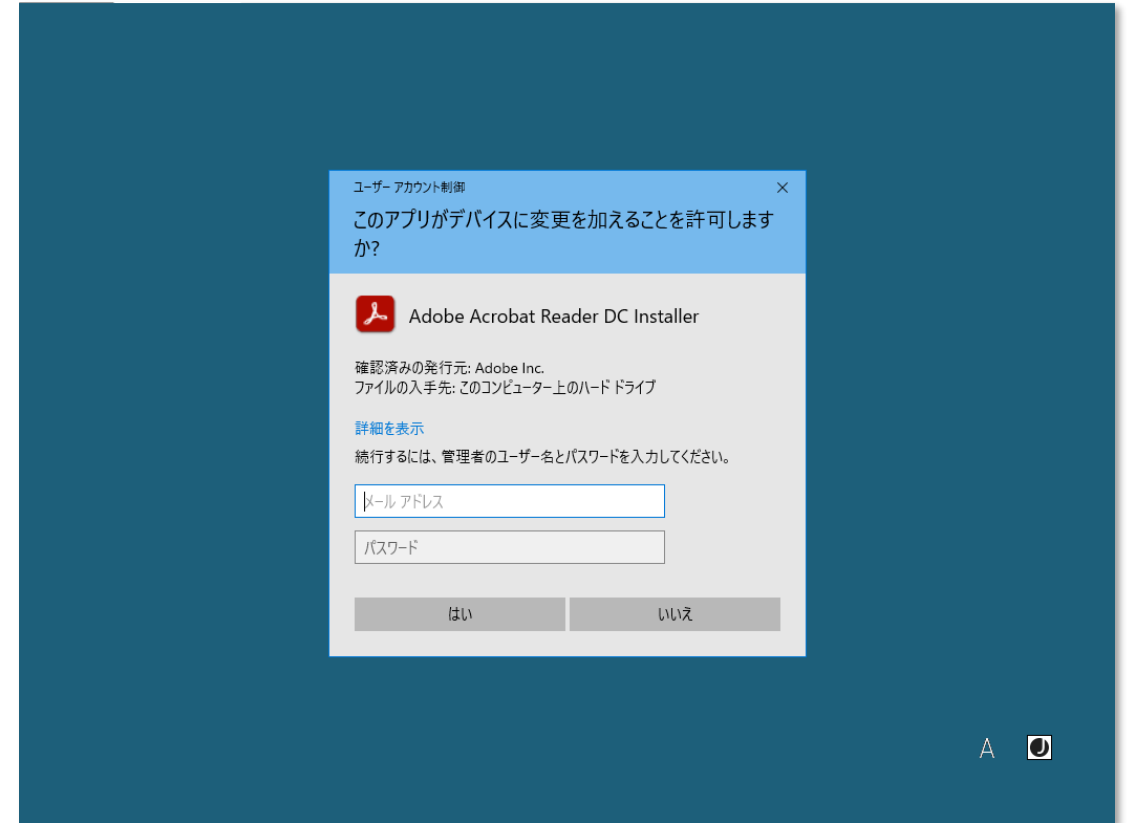 ユーザー アカウント制御
このアプリがデバイスに変更を加えることを許可します
か?
Adobe Acrobat Reader DC Installer
確認済みの発行元: Adobe Inc.
ファイルの入手先: このコンピューター上のハード ドライブ
詳細を表示
続行するには、管理者のユーザー名とパスワードを入力してください。
メール アドレス
パスワード
はい
いいえ
A
J